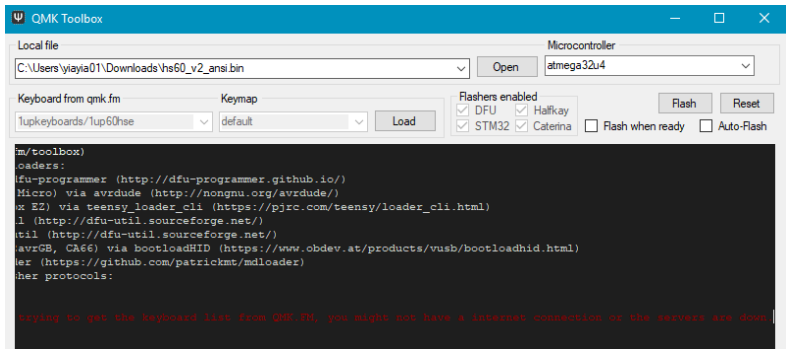 QMK Toolbox
Local file
Microcontroller
C:\Users\yiayia01\Downloads\hs60_v2_ansi.bin
Open
atmega32u4
Keyboard from qmk.fm
Keymap
Flashers enabled
1upkeyboards/1up60hse
default
Load
DFU
Halfkay
STM32
Caterina
Flash
Reset
Flash when ready
Auto-Flash
fm/toolbox)
loaders:
dfu-programmer (http://dfu-programmer.github.io/)
Micro) via avrdude (http://nongnu.org/avrdude/)
ox EZ) via teensy_loader_cli (https://pjrc.com/teensy/loader_cli.html)
il (http://dfu-util.sourceforge.net/)
util (http://dfu-util.sourceforge.net/)
tavrGB, CA66) via bootloadHID (https://www.obdev.at/products/vusb/bootloadhid.html)
der (https://github.com/patrickmt/mdloader)
sher protocols:
trying to get the keyboard list from QMK.FM, you might not have a internet connection or the servers are down